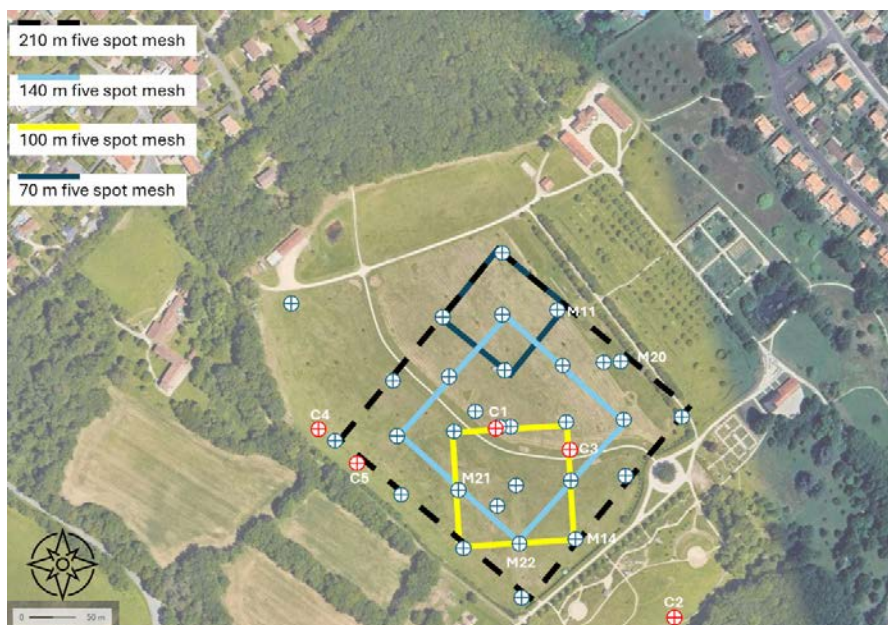 210 m five spot mesh
140 m five spot mesh
100 m five spot mesh
70 m five spot mesh
M11
M20
C4
C1
C3
C5
M21
M14
M22
C2
0 50 m